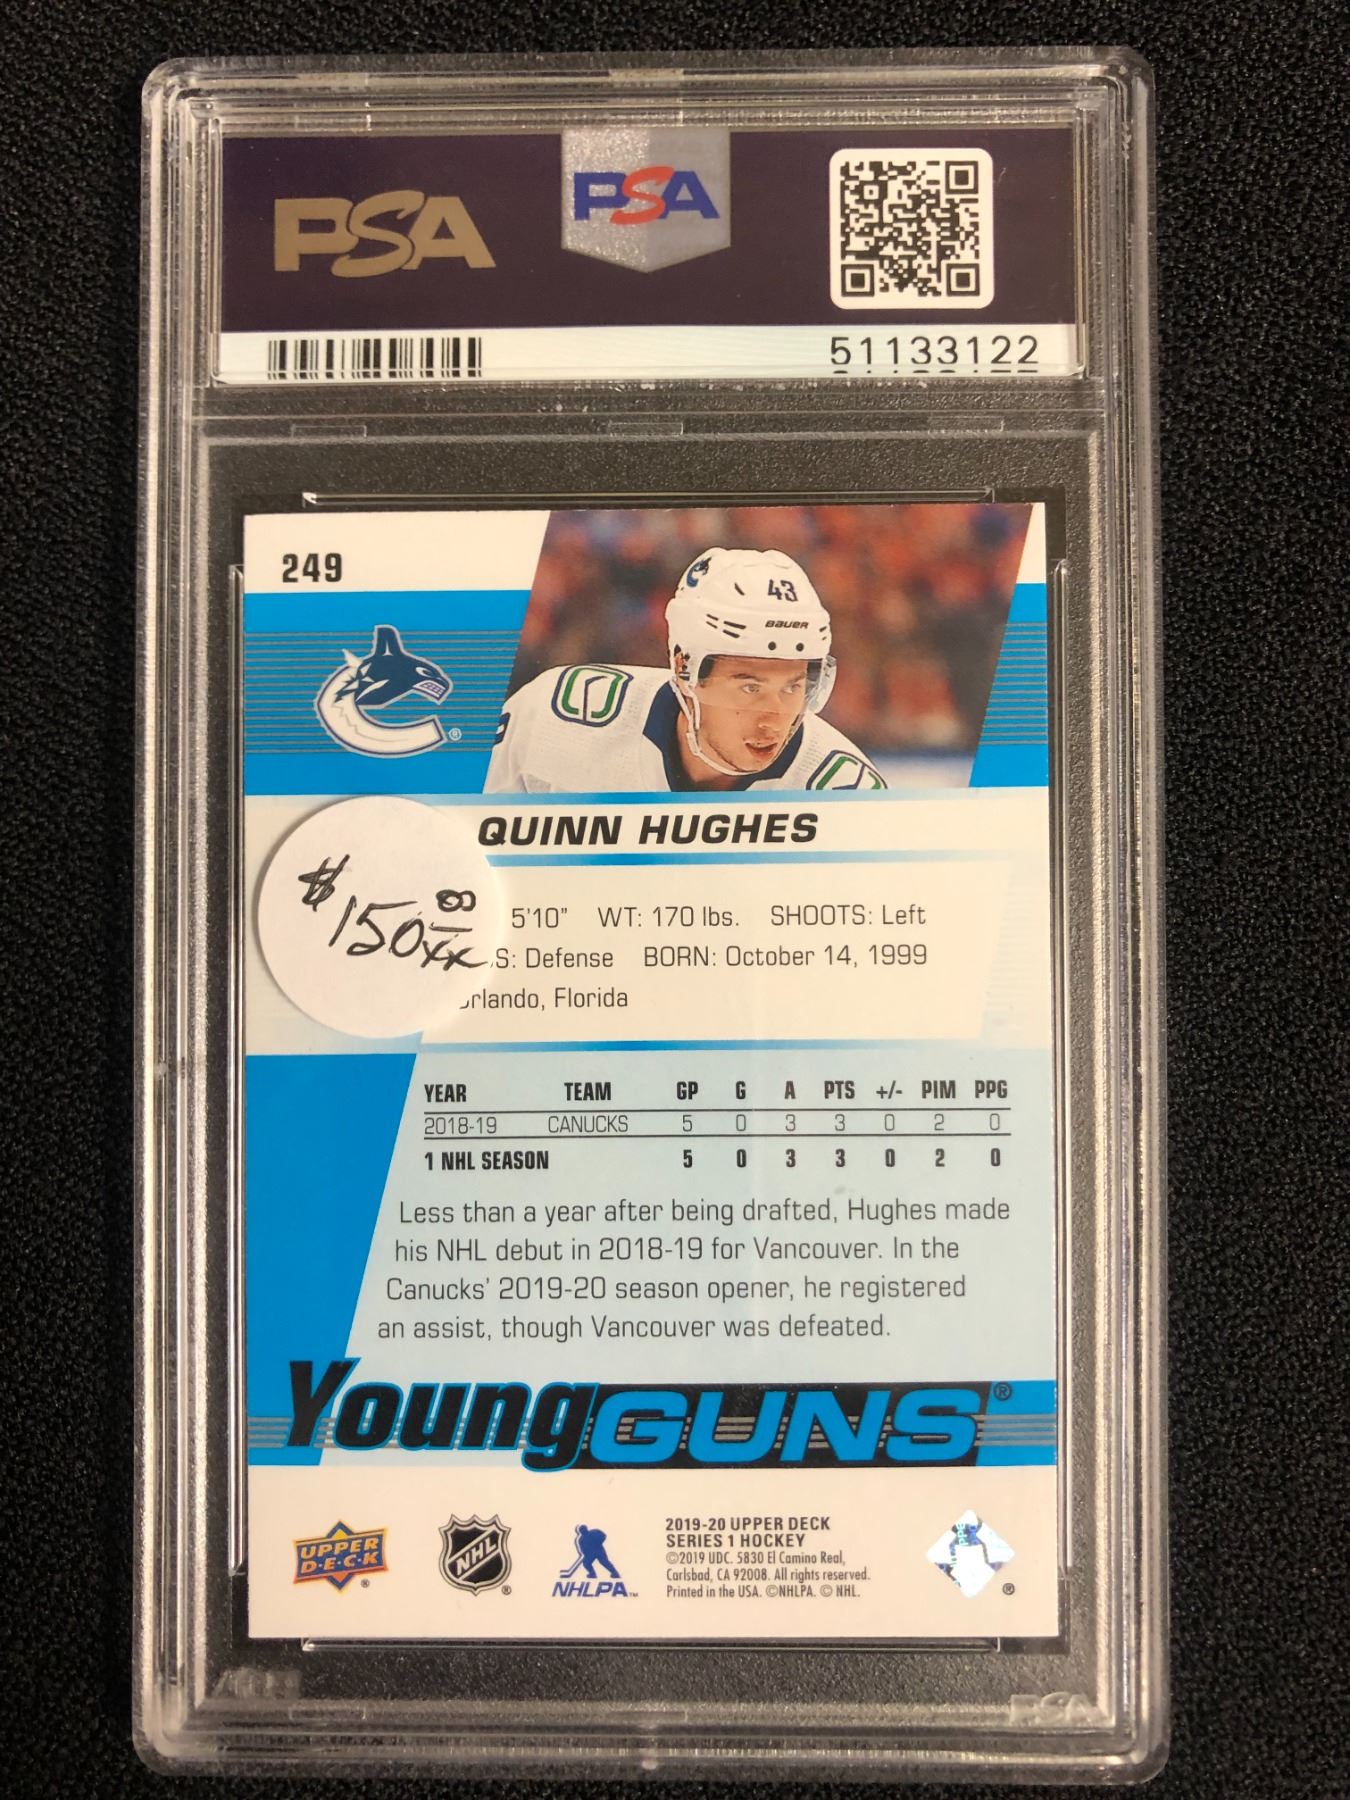 PSA
PSA
51133122
249
43
BAUER
QUINN HUGHES
$150
5'10" WT: 170 lbs. SHOOTS: Left
S: Defense BORN: October 14, 1999
rlando, Florida
YEAR TEAM GP G A PTS +/- PIM PPG
2018-19 CANUCKS 5 0 3 3 0 2 0
1 NHL SEASON 5 0 3 3 0 2 0
Less than a year after being drafted, Hughes made
his NHL debut in 2018-19 for Vancouver. In the
Canucks' 2019-20 season opener, he registered
an assist, though Vancouver was defeated.
Young GUNS®
UPPER
D·E·C·K ®
NHL ®
NHLPA™
2019-20 UPPER DECK
SERIES 1 HOCKEY
©2019 UDC. 5830 El Camino Real,
Carlsbad, CA 92008. All rights reserved.
Printed in the USA. ©NHLPA. © NHL.
®
PSA